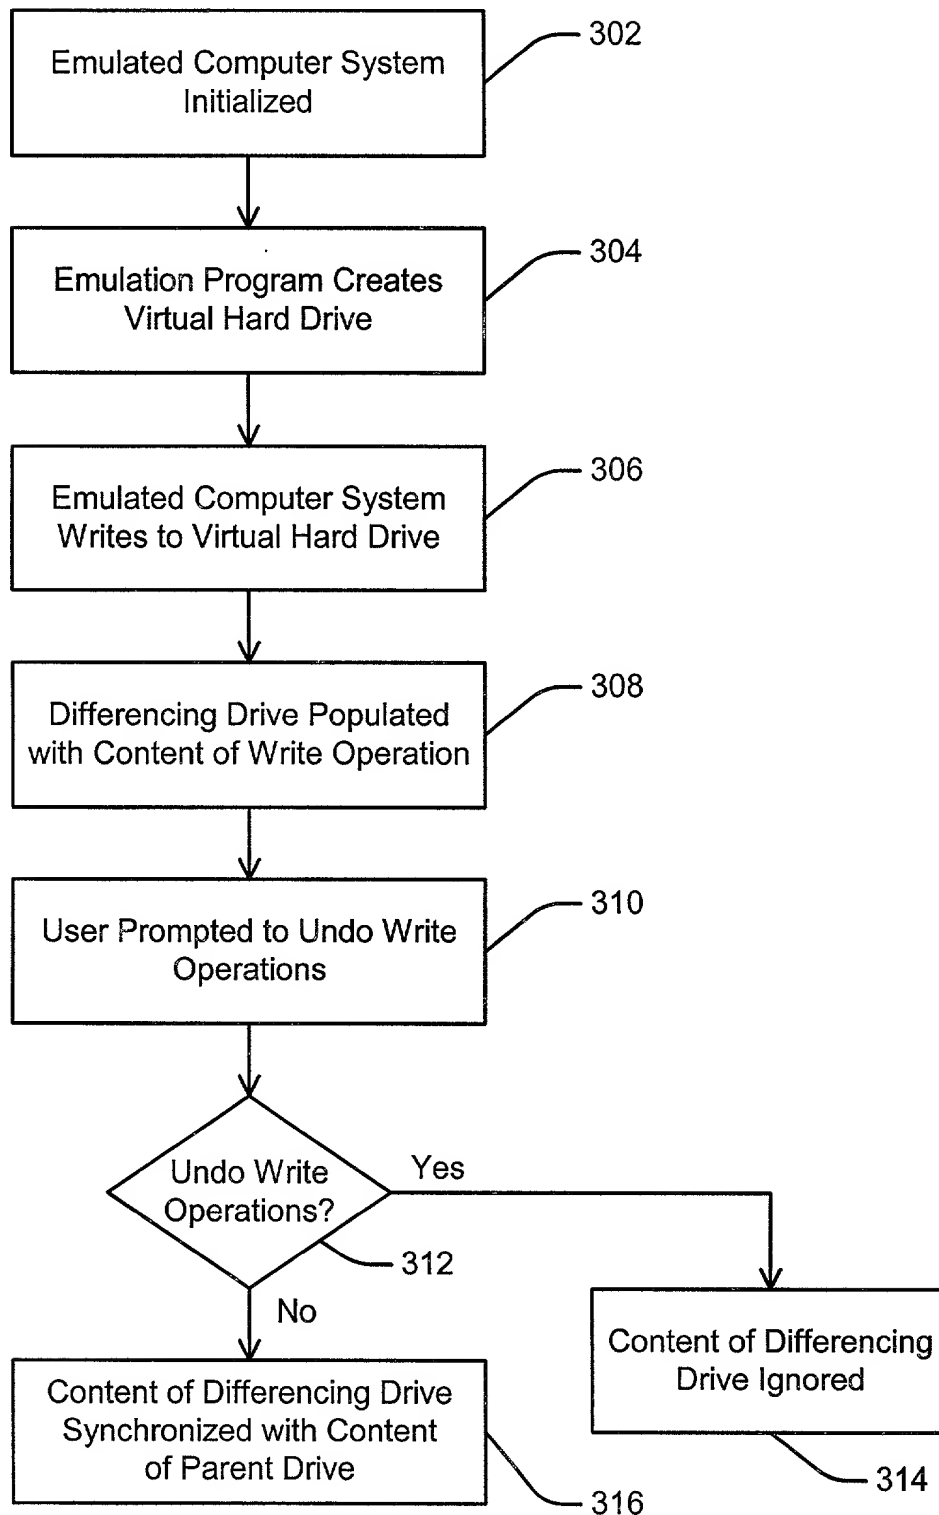 302
Emulated Computer System
Initialized
304
Emulation Program Creates
Virtual Hard Drive
306
Emulated Computer System
Writes to Virtual Hard Drive
308
Differencing Drive Populated
with Content of Write Operation
310
User Prompted to Undo Write
Operations
Yes
Undo Write
Operations?
312
No
Content of Differencing
Drive Ignored
314
Content of Differencing Drive
Synchronized with Content
of Parent Drive
316